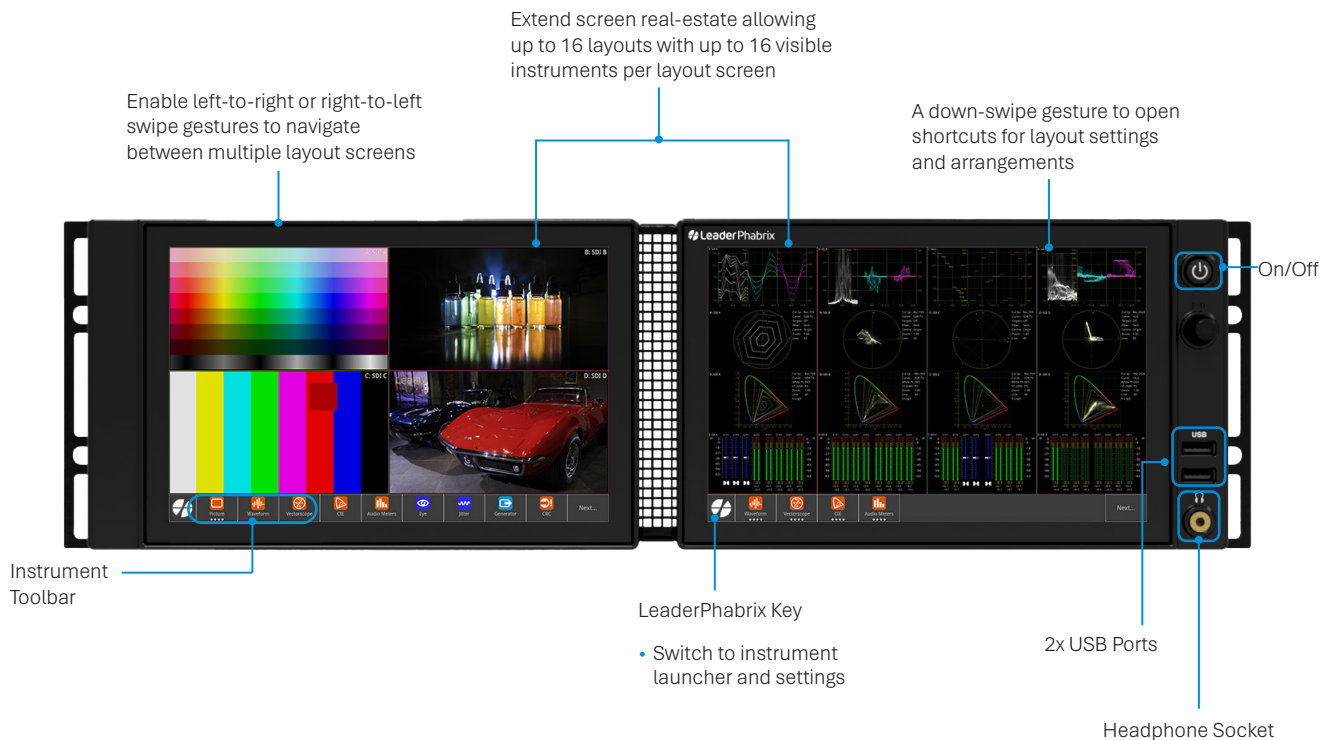 Extend screen real-estate allowing
up to 16 layouts with up to 16 visible
instruments per layout screen
Enable left-to-right or right-to-left
swipe gestures to navigate
between multiple layout screens
A down-swipe gesture to open
shortcuts for layout settings
and arrangements
LeaderPhabrix
B: SDI B
On/Off
C: SDI C
D: SDI D
USB
Picture
Waveform
Vectorscope
CIE
Audio Meters
Eye
Jitter
Generator
CRC
Next...
Waveform
Vectorscope
CIE
Audio Meters
Next...
Instrument
Toolbar
LeaderPhabrix Key
• Switch to instrument
launcher and settings
2x USB Ports
Headphone Socket